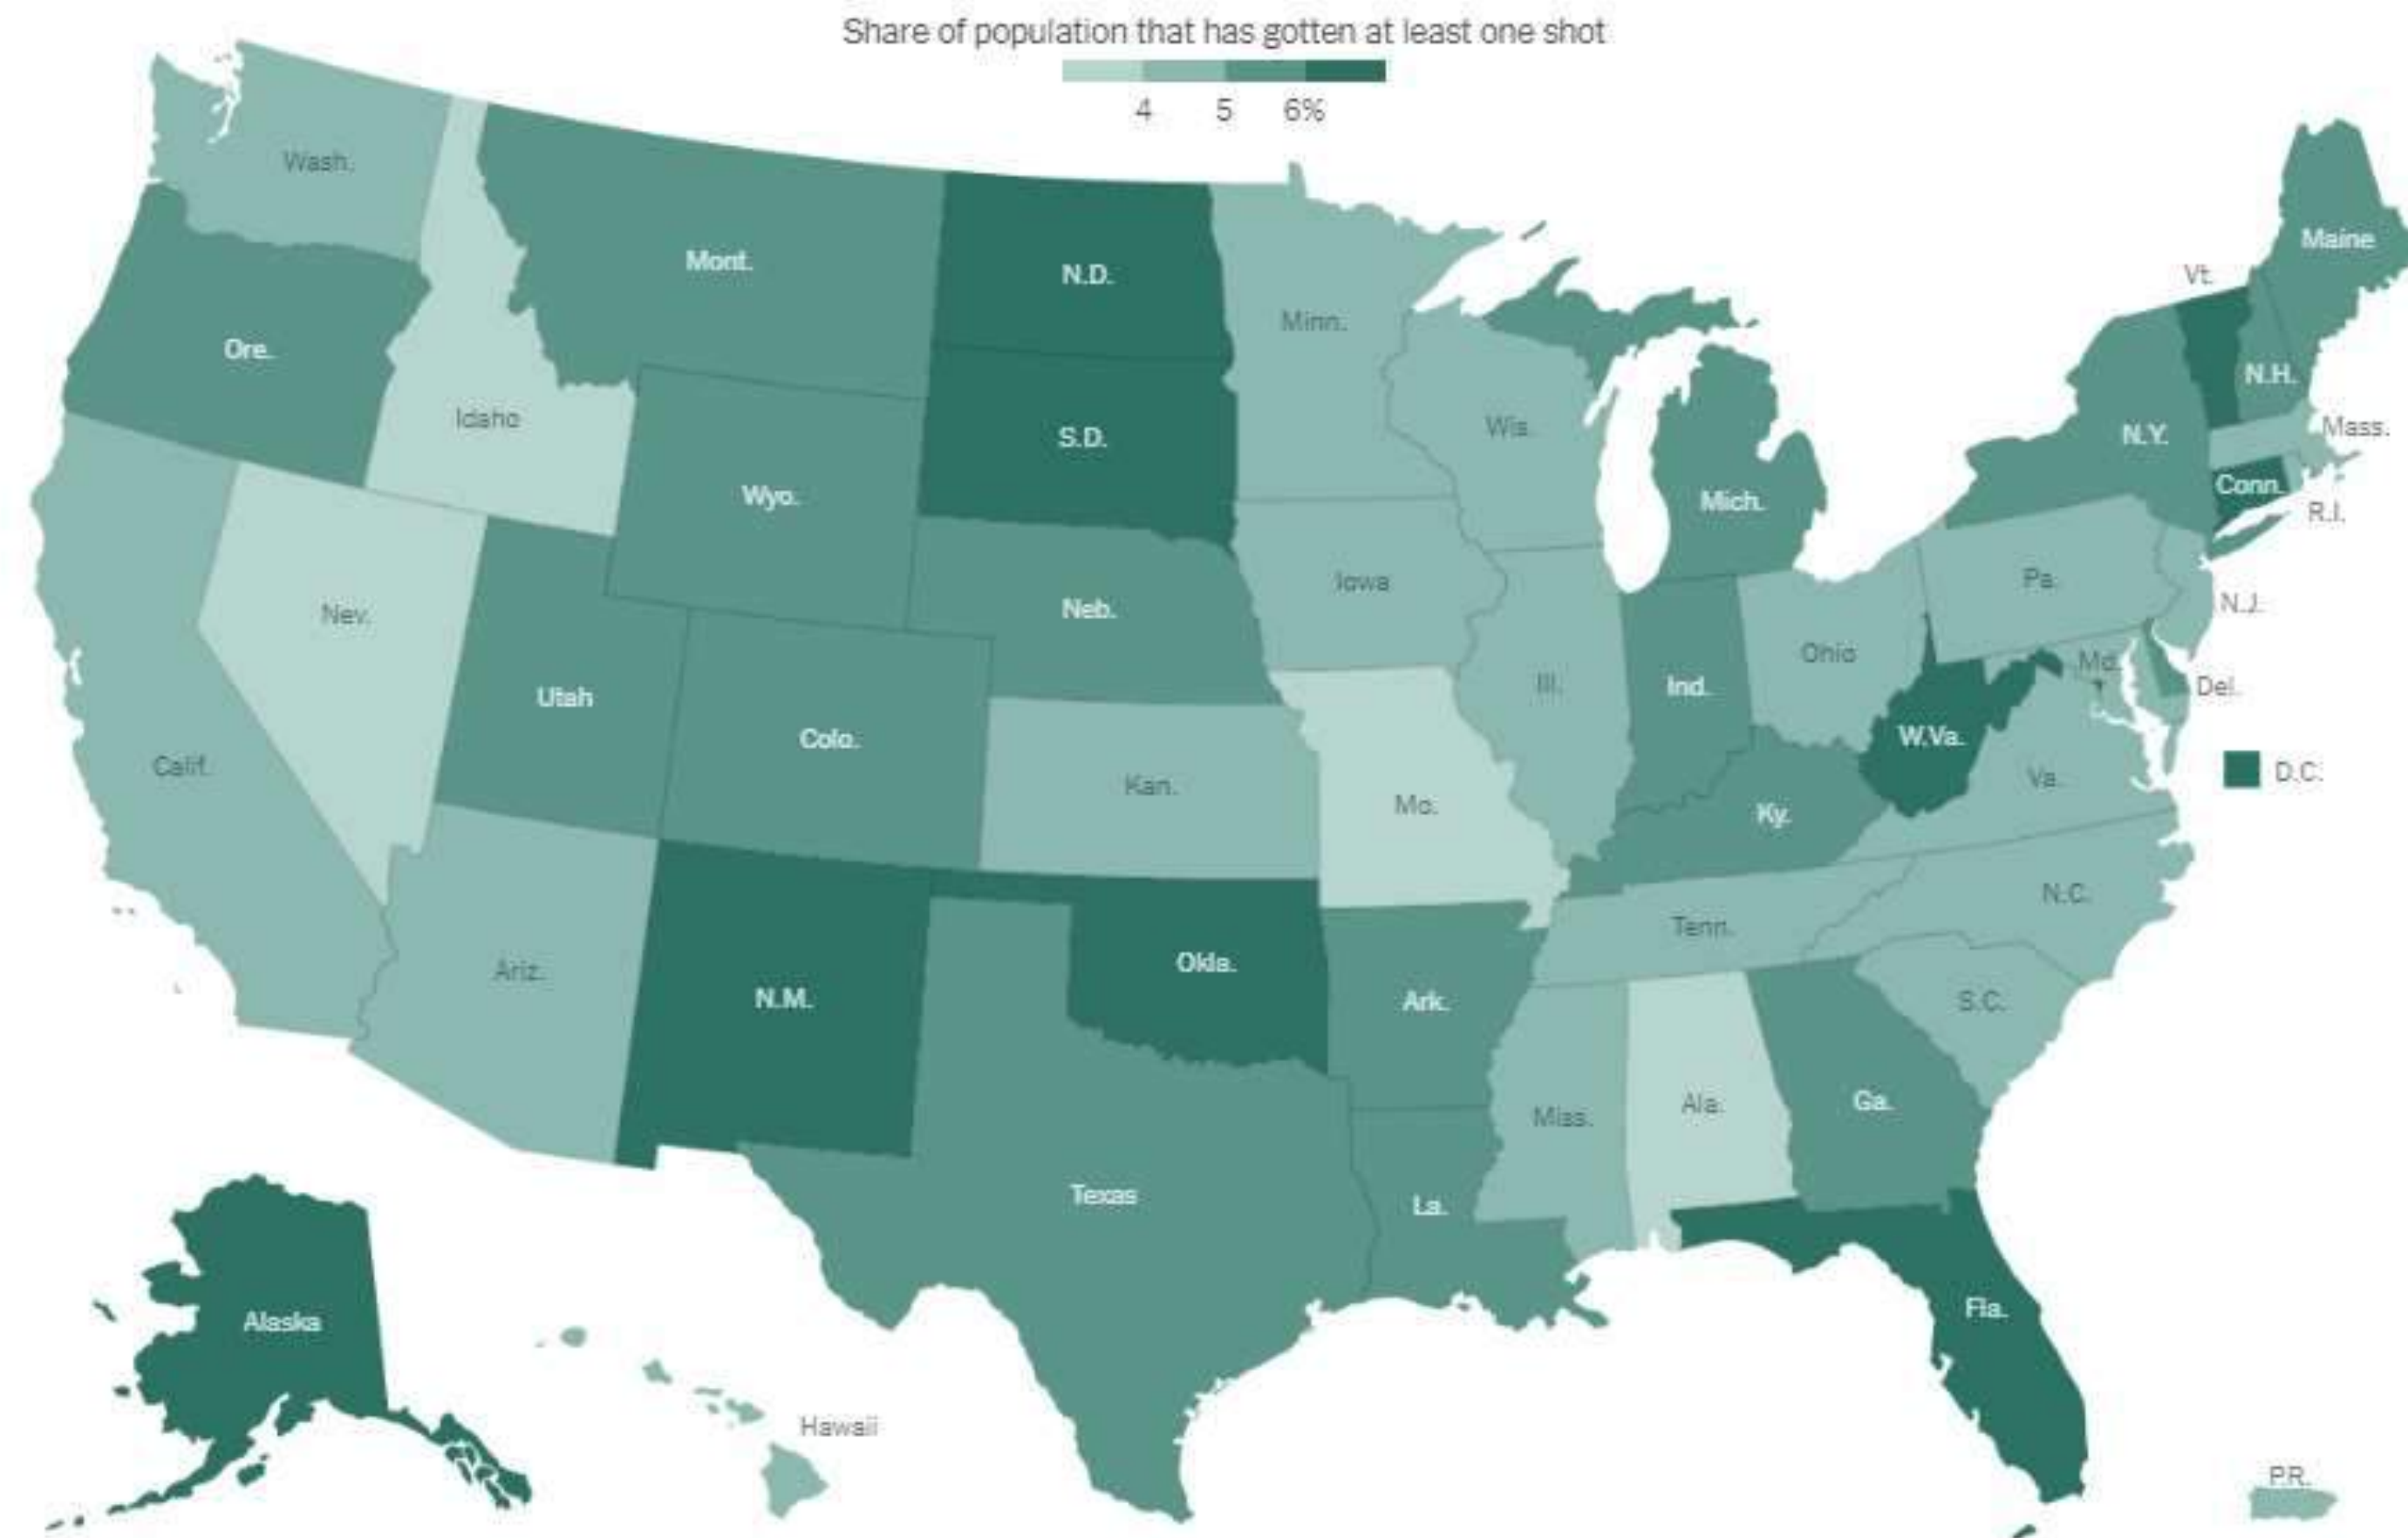 Share of population that has gotten at least one shot
4 5 6%
Wash.
Maine
Mont.
N.D.
Vt.
Minn.
Ore.
N.H.
Idaho
Wis.
Mass.
S.D.
N.Y.
Conn.
Wyo.
Mich.
R.I.
Iowa
Pa.
Nev.
Neb.
N.J.
Ohio
Md.
Utah
Ill.
Ind.
Del.
Colo.
W.Va.
Calif.
Kan.
Va.
D.C.
Mo.
Ky.
N.C.
Tenn.
Ariz.
Okla.
N.M.
Ark.
S.C.
Miss.
Ala.
Ga.
Texas
La.
Alaska
Fla.
Hawaii
P.R.